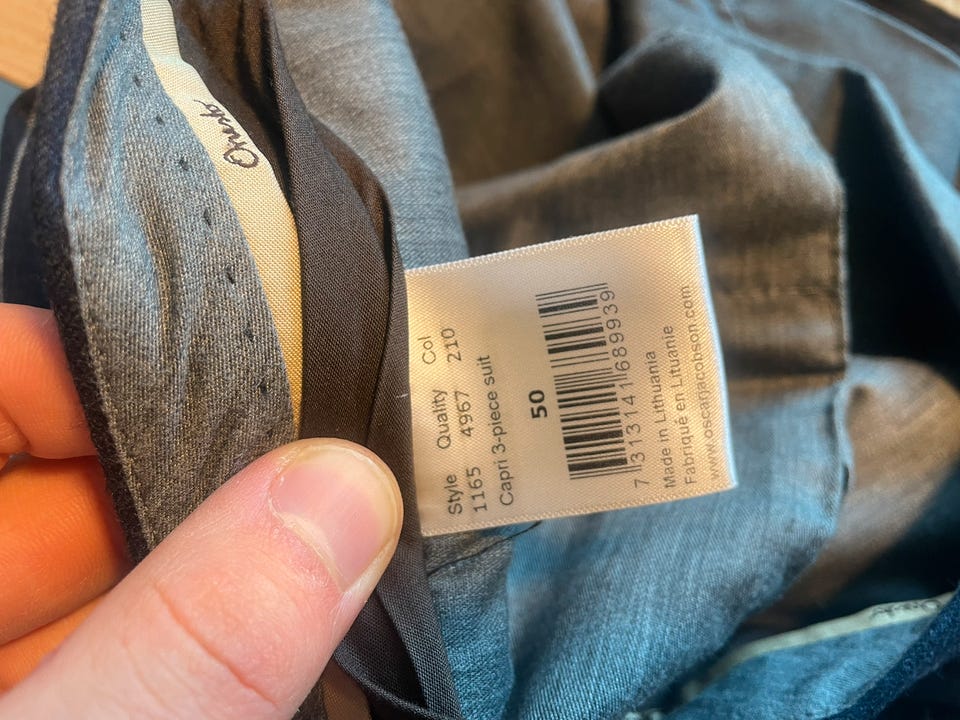 Style Quality Col
1165 4967 210
Capri 3-piece suit
50
7 313141 689939
Made in Lithuania
Fabriqué en Lituanie
www.oscarjacobson.com